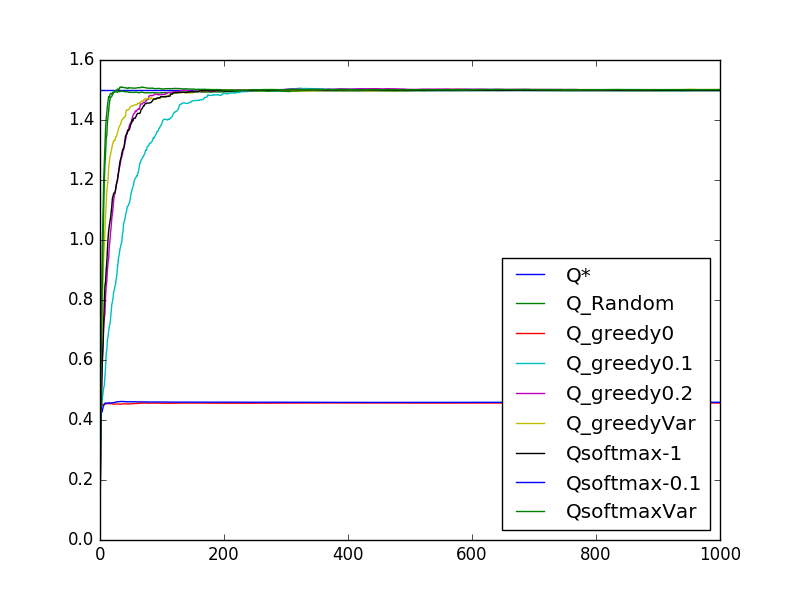 1.6
1.4
1.2
1.0
0.8
0.6
0.4
0.2
0.0
0 200 400 600 800 1000
Q*
Q_Random
Q_greedy0
Q_greedy0.1
Q_greedy0.2
Q_greedyVar
Qsoftmax-1
Qsoftmax-0.1
QsoftmaxVar